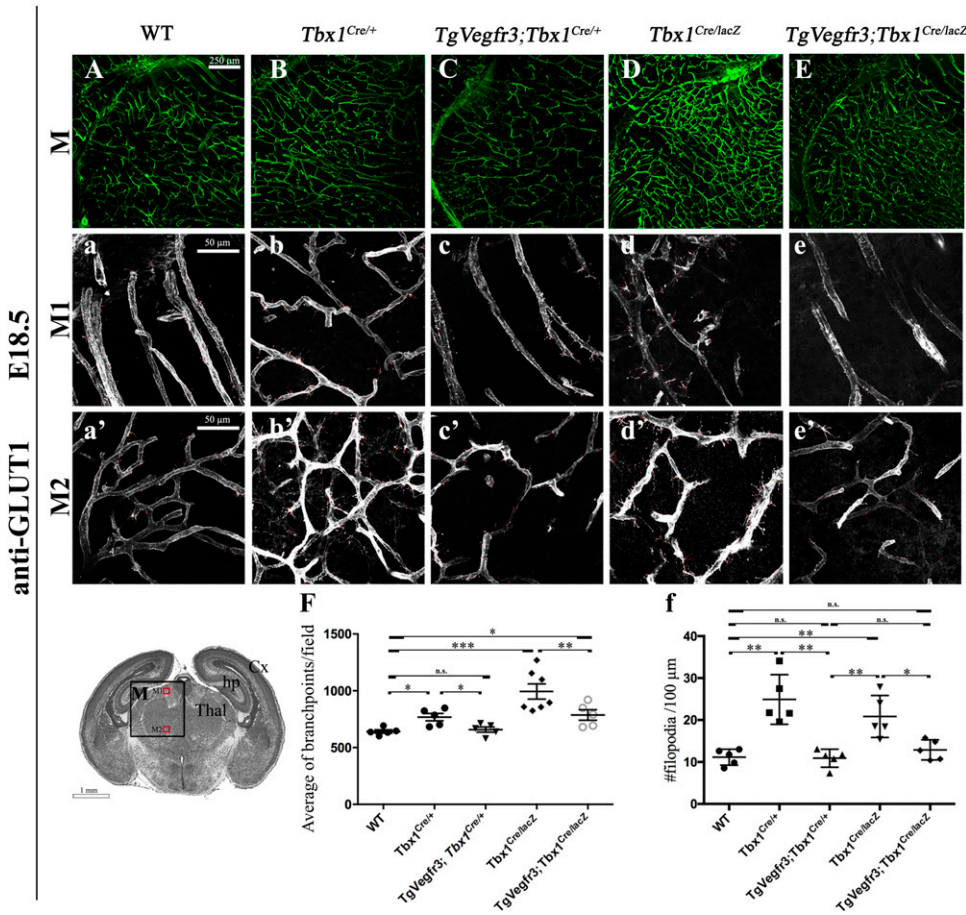 WT Tbx1Cre/+ TgVegfr3;Tbx1Cre/+ Tbx1Cre/lacZ TgVegfr3;Tbx1Cre/lacZ
E18.5
anti-GLUT1
M
A B C D E
250 µm
M1
a b c d e
50 µm
M2
a’ b’ c’ d’ e’
50 µm
M
M1
M2
Cx
hp
Thal
1 mm
F
Average of branchpoints/field
1500
1000
500
0
*
***
**
n.s.
*
*
WT
Tbx1Cre/+
TgVegfr3; Tbx1Cre/+
Tbx1Cre/lacZ
TgVegfr3; Tbx1Cre/lacZ
f
#filopodia /100 µm
40
30
20
10
0
n.s.
n.s.
n.s.
**
**
**
**
*
WT
Tbx1Cre/+
TgVegfr3; Tbx1Cre/+
Tbx1Cre/lacZ
TgVegfr3; Tbx1Cre/lacZ